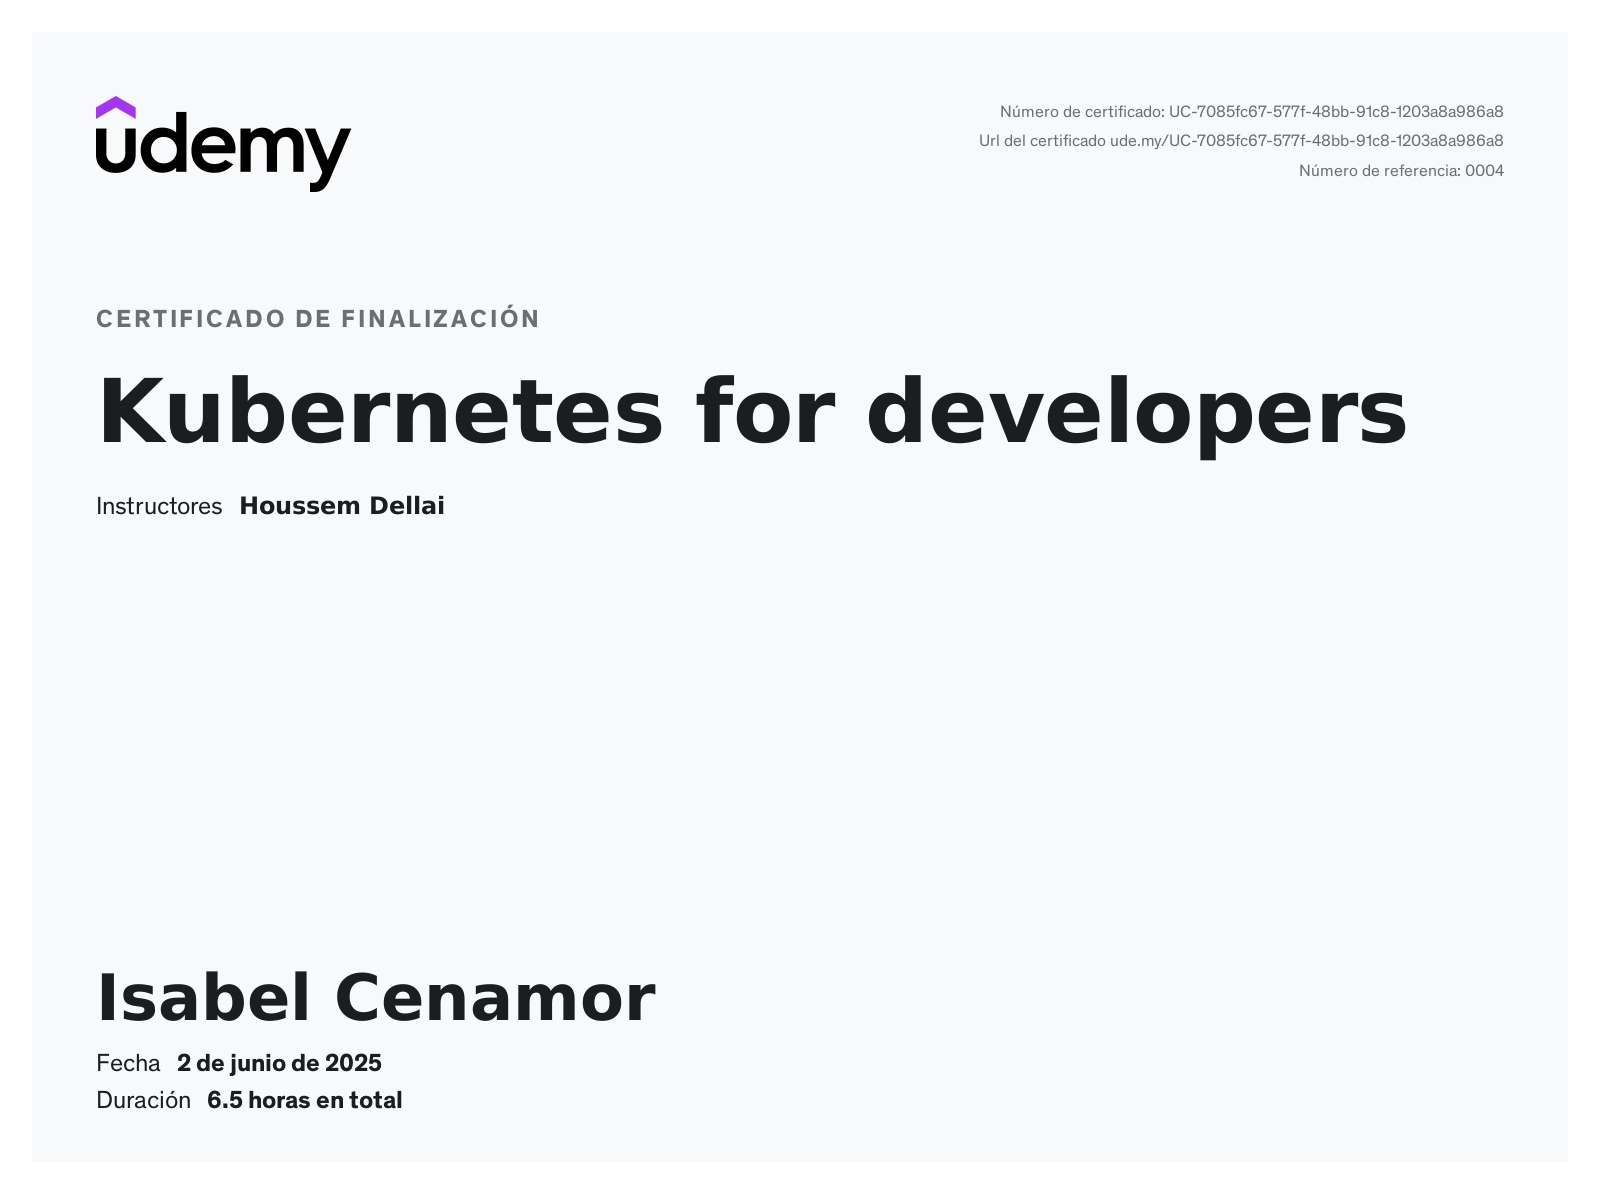 udemy
Número de certificado: UC-7085fc67-577f-48bb-91c8-1203a8a986a8
Url del certificado ude.my/UC-7085fc67-577f-48bb-91c8-1203a8a986a8
Número de referencia: 0004
CERTIFICADO DE FINALIZACIÓN
Kubernetes for developers
Instructores Houssem Dellai
Isabel Cenamor
Fecha 2 de junio de 2025
Duración 6.5 horas en total